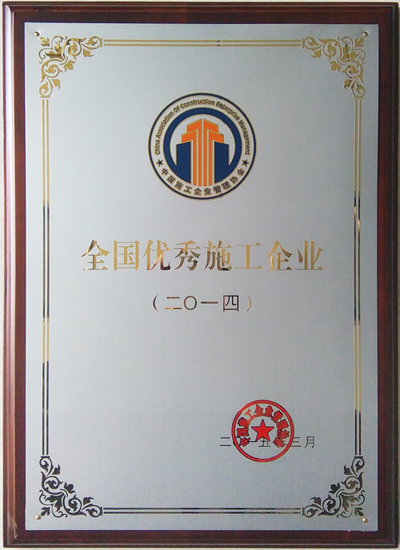 China Association Of Construction Enterprise Management
中国施工企业管理协会
全国优秀施工企业
（二〇一四）
二〇一五年三月